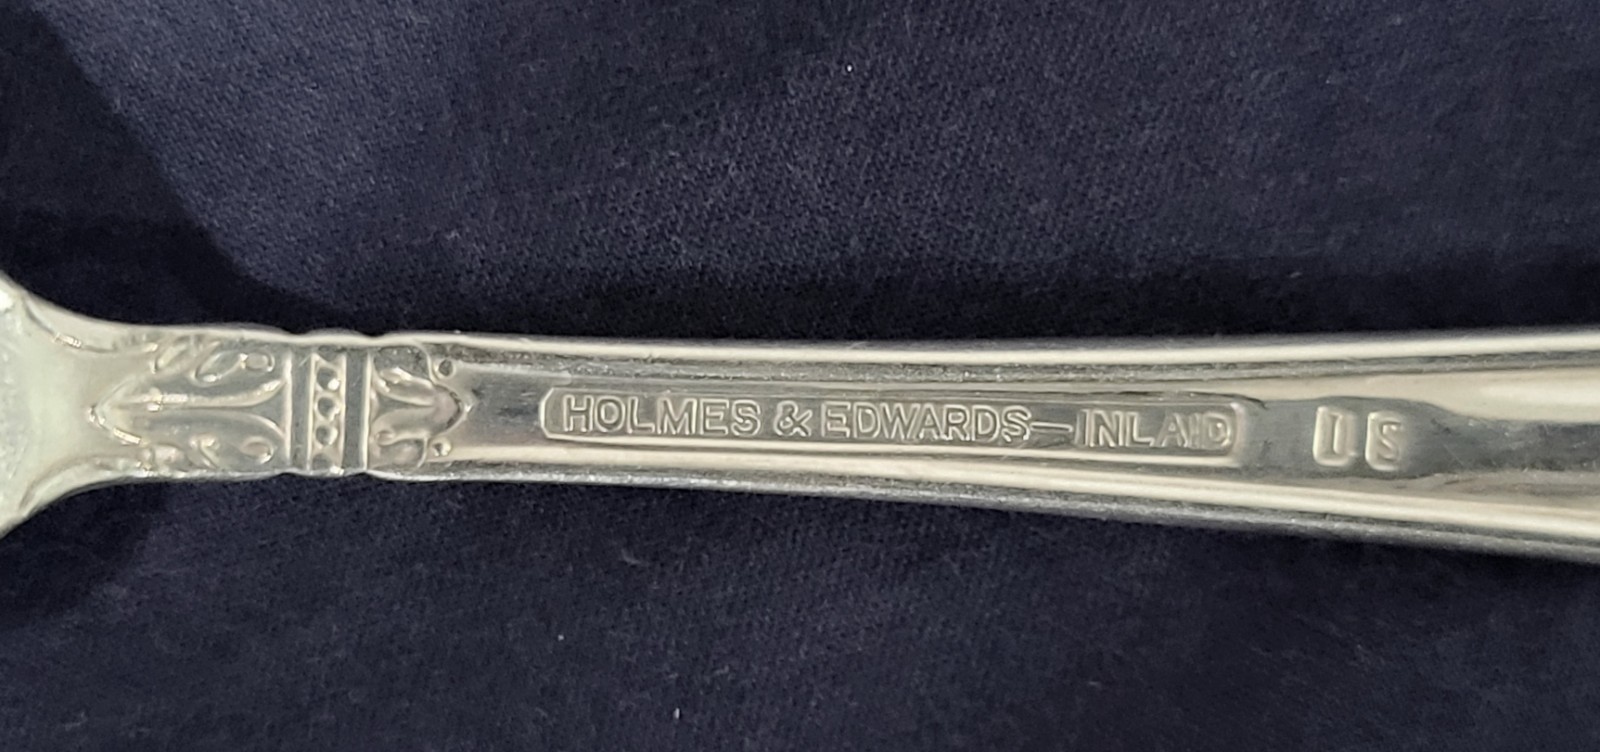 HOLMES & EDWARDS—INLAID IS